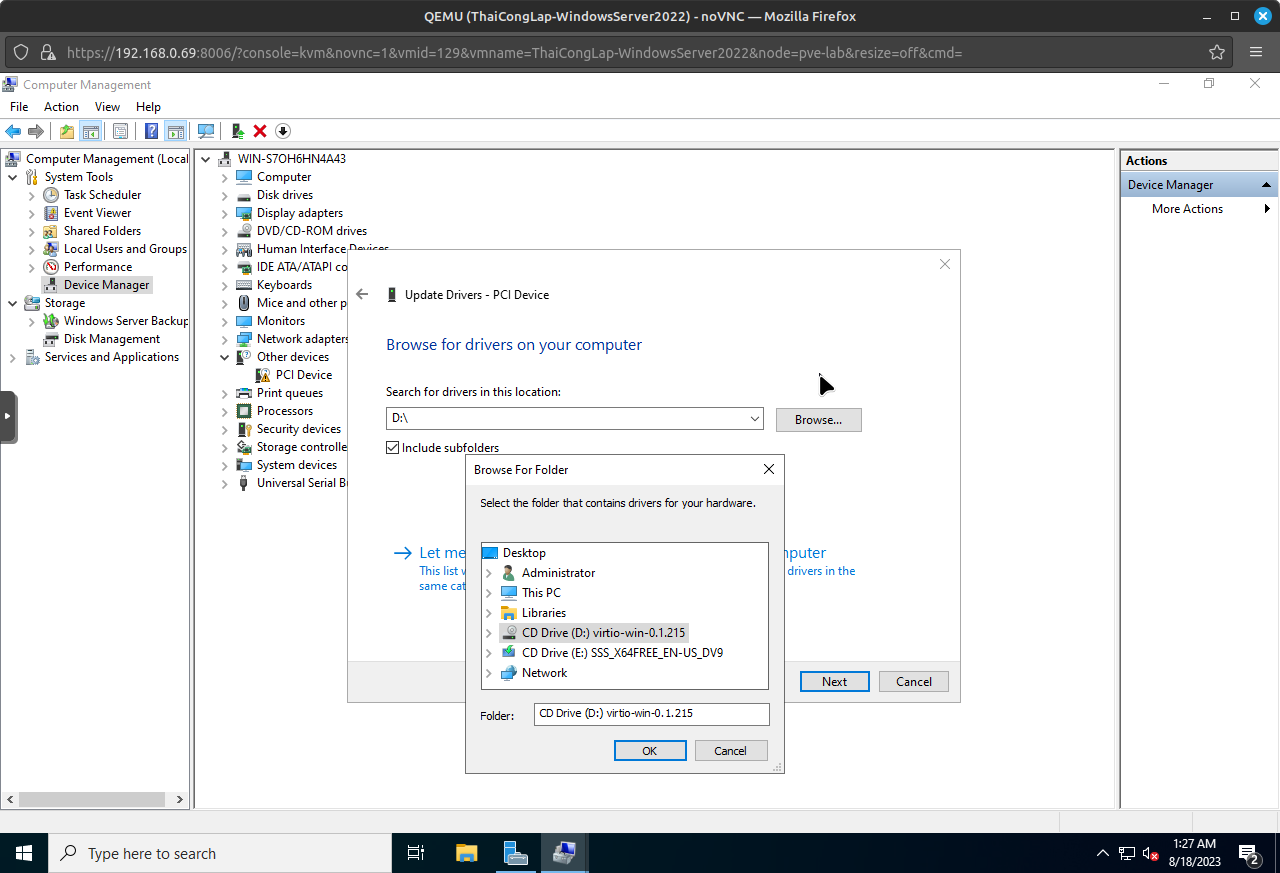 QEMU (ThaiCongLap-WindowsServer2022) - noVNC — Mozilla Firefox
https://192.168.0.69:8006/?console=kvm&novnc=1&vmid=129&vmname=ThaiCongLap-WindowsServer2022&node=pve-lab&resize=off&cmd=
Computer Management
File Action View Help
Computer Management (Local
System Tools
Task Scheduler
Event Viewer
Shared Folders
Local Users and Groups
Performance
Device Manager
Storage
Windows Server Backup
Disk Management
Services and Applications
WIN-S7OH6HN4A43
Computer
Disk drives
Display adapters
DVD/CD-ROM drives
Human Interface Devices
IDE ATA/ATAPI co
Keyboards
Mice and other p
Monitors
Network adapters
Other devices
PCI Device
Print queues
Processors
Security devices
Storage controlle
System devices
Universal Serial B
Actions
Device Manager
More Actions
Update Drivers - PCI Device
Browse for drivers on your computer
Search for drivers in this location:
D:\
Browse...
Include subfolders
Let me
puter
This list
drivers in the
same cat
Next
Cancel
Browse For Folder
Select the folder that contains drivers for your hardware.
Desktop
Administrator
This PC
Libraries
CD Drive (D:) virtio-win-0.1.215
CD Drive (E:) SSS_X64FREE_EN-US_DV9
Network
Folder: CD Drive (D:) virtio-win-0.1.215
OK
Cancel
Type here to search
1:27 AM
8/18/2023
2